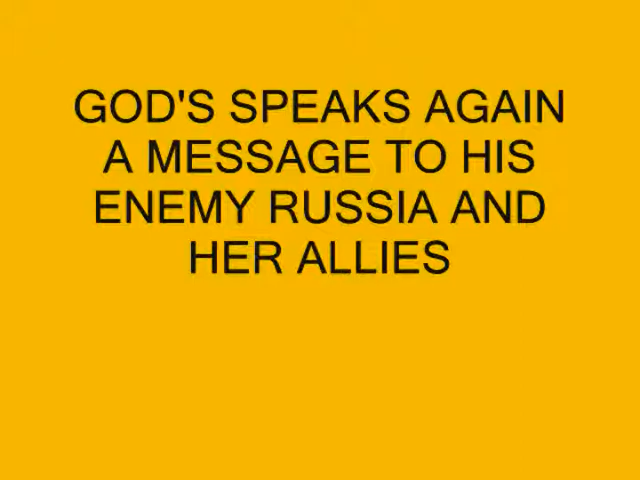 GOD'S SPEAKS AGAIN
A MESSAGE TO HIS
ENEMY RUSSIA AND
HER ALLIES